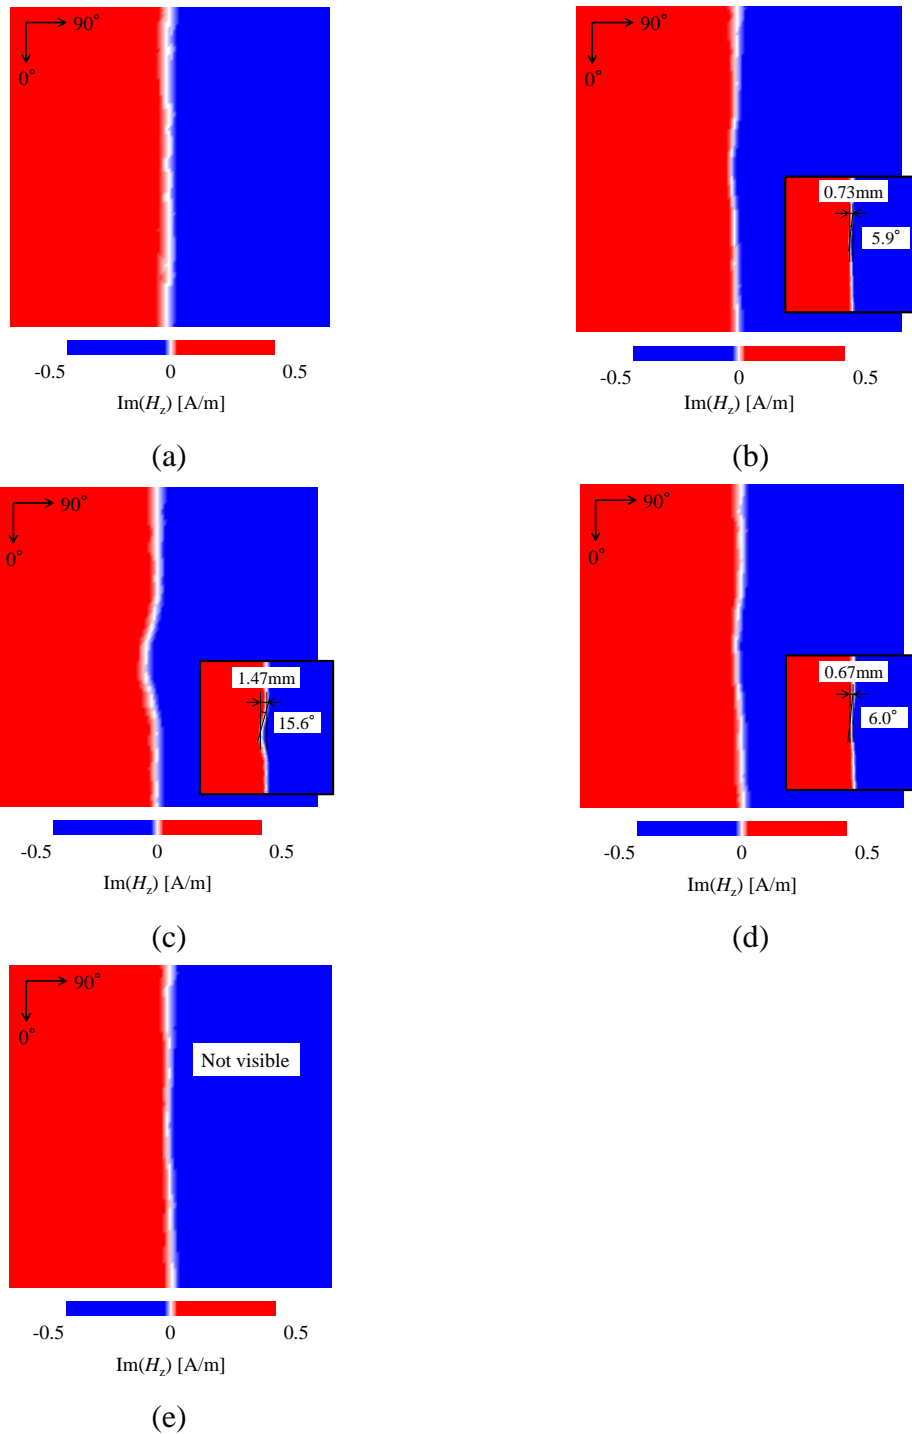 90°
0°
-0.5 0 0.5
Im(Hz) [A/m]
(a)
90°
0°
0.73mm
5.9°
-0.5 0 0.5
Im(Hz) [A/m]
(b)
90°
0°
1.47mm
15.6°
-0.5 0 0.5
Im(Hz) [A/m]
(c)
90°
0°
0.67mm
6.0°
-0.5 0 0.5
Im(Hz) [A/m]
(d)
90°
0°
Not visible
-0.5 0 0.5
Im(Hz) [A/m]
(e)